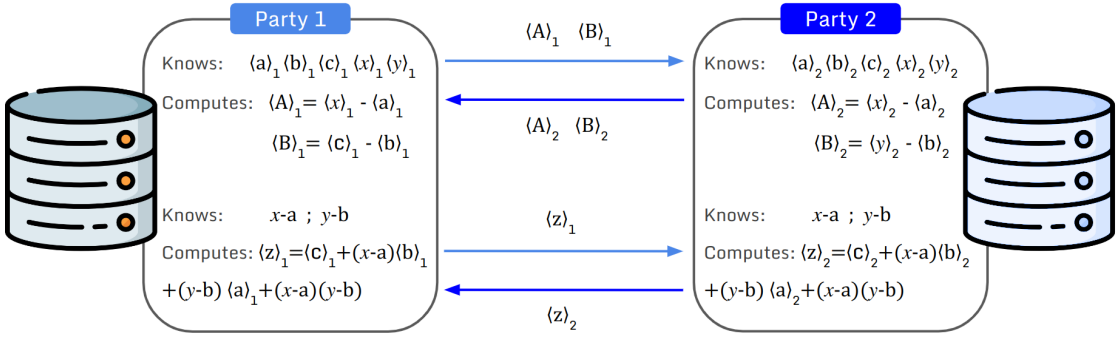 Party 1
Knows: ⟨a⟩₁ ⟨b⟩₁ ⟨c⟩₁ ⟨x⟩₁ ⟨y⟩₁
Computes: ⟨A⟩₁= ⟨x⟩₁ - ⟨a⟩₁
⟨B⟩₁= ⟨c⟩₁ - ⟨b⟩₁
Knows: x-a ; y-b
Computes: ⟨z⟩₁=⟨c⟩₁+(x-a)⟨b⟩₁
+(y-b) ⟨a⟩₁+(x-a)(y-b)
⟨A⟩₁ ⟨B⟩₁
⟨A⟩₂ ⟨B⟩₂
⟨z⟩₁
⟨z⟩₂
Party 2
Knows: ⟨a⟩₂ ⟨b⟩₂ ⟨c⟩₂ ⟨x⟩₂ ⟨y⟩₂
Computes: ⟨A⟩₂= ⟨x⟩₂ - ⟨a⟩₂
⟨B⟩₂= ⟨y⟩₂ - ⟨b⟩₂
Knows: x-a ; y-b
Computes: ⟨z⟩₂=⟨c⟩₂+(x-a)⟨b⟩₂
+(y-b) ⟨a⟩₂+(x-a)(y-b)